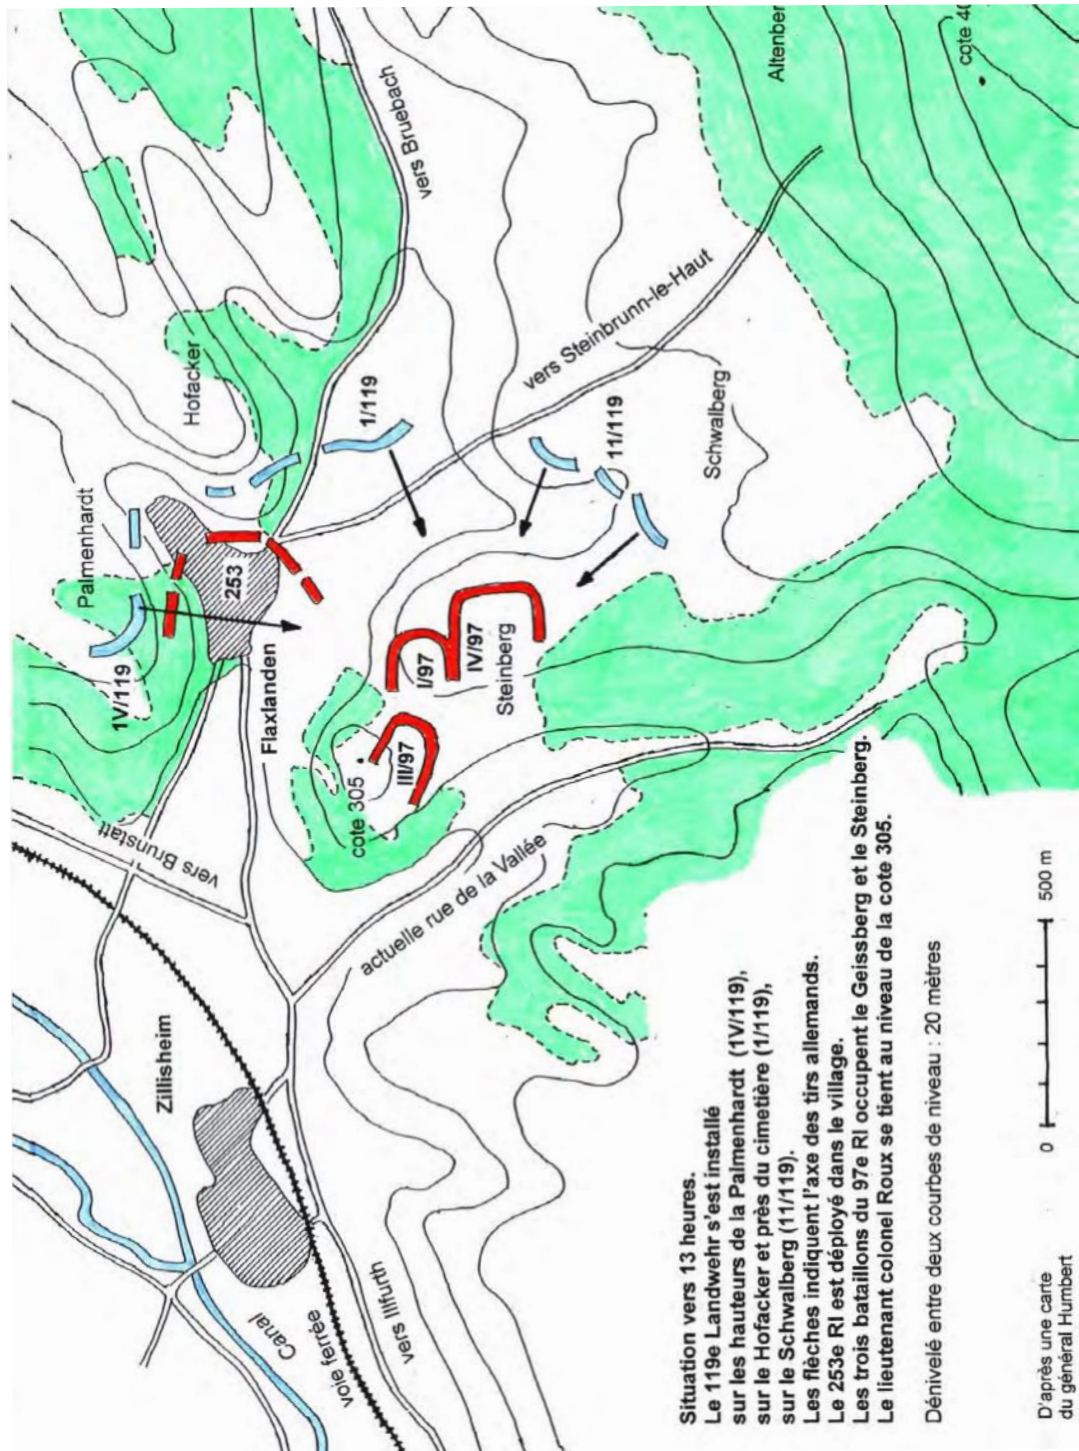 Altenber
cote 40
vers Bruebach
Hofacker
Palmenhardt
1/119
vers Steinbrunn-le-Haut
11/119
Schwalberg
253
1V/119
Flaxlanden
I/97
IV/97
Steinberg
III/97
cote 305
vers Brunstatt
actuelle rue de la Vallée
Zillisheim
Canal
voie ferrée
vers Illfurth
Situation vers 13 heures.
Le 119e Landwehr s'est installé
sur les hauteurs de la Palmenhardt (1V/119),
sur le Hofacker et près du cimetière (1/119),
sur le Schwalberg (11/119).
Les flèches indiquent l'axe des tirs allemands.
Le 253e RI est déployé dans le village.
Les trois bataillons du 97e RI occupent le Geissberg et le Steinberg.
Le lieutenant colonel Roux se tient au niveau de la cote 305.
Dénivelé entre deux courbes de niveau : 20 mètres
0 500 m
D'après une carte
du général Humbert